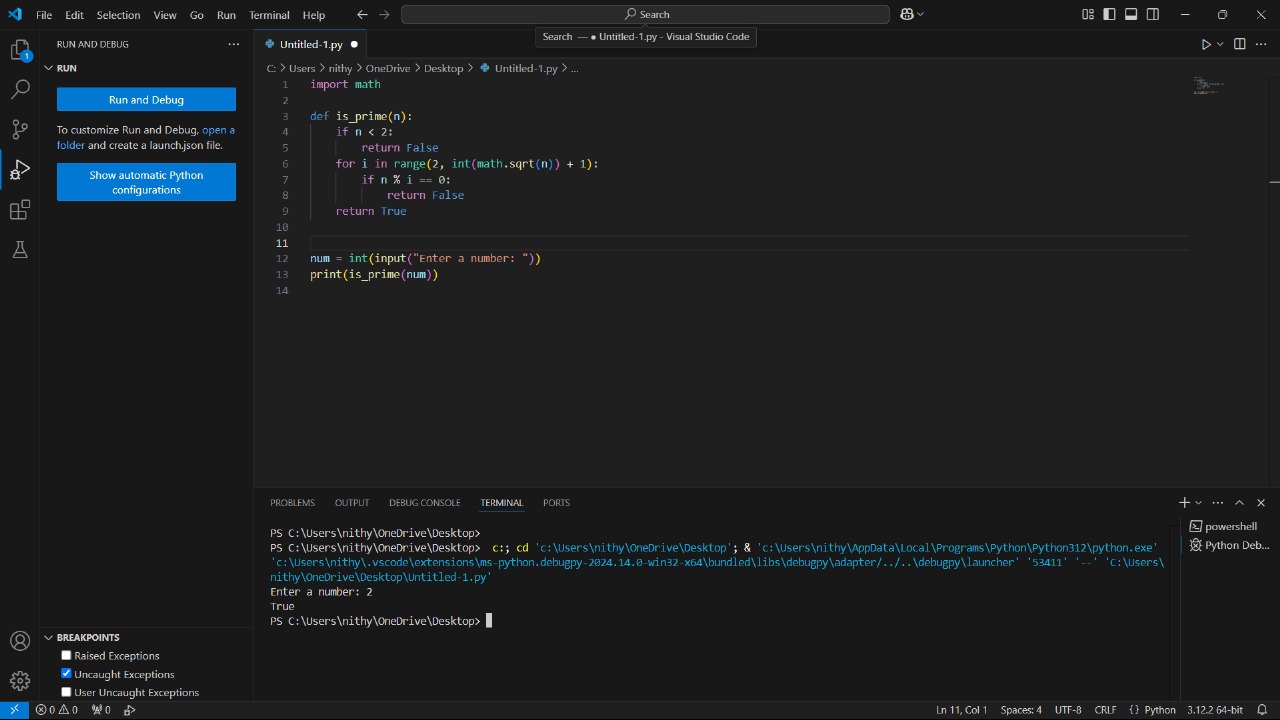 File Edit Selection View Go Run Terminal Help
Search
Search — ● Untitled-1.py - Visual Studio Code
1
RUN AND DEBUG
RUN
Run and Debug
To customize Run and Debug, open a
folder and create a launch.json file.
Show automatic Python
configurations
BREAKPOINTS
Raised Exceptions
Uncaught Exceptions
User Uncaught Exceptions
Untitled-1.py
C: > Users > nithy > OneDrive > Desktop > Untitled-1.py > ...
1 import math
2
3 def is_prime(n):
4     if n < 2:
5         return False
6     for i in range(2, int(math.sqrt(n)) + 1):
7         if n % i == 0:
8             return False
9     return True
10
11
12 num = int(input("Enter a number: "))
13 print(is_prime(num))
14
PROBLEMS OUTPUT DEBUG CONSOLE TERMINAL PORTS
PS C:\Users\nithy\OneDrive\Desktop>
PS C:\Users\nithy\OneDrive\Desktop>  c:; cd 'c:\Users\nithy\OneDrive\Desktop'; & 'c:\Users\nithy\AppData\Local\Programs\Python\Python312\python.exe'
'c:\Users\nithy\.vscode\extensions\ms-python.debugpy-2024.14.0-win32-x64\bundled\libs\debugpy\adapter/../..\debugpy\launcher' '53411' '--' 'C:\Users\
nithy\OneDrive\Desktop\Untitled-1.py'
Enter a number: 2
True
PS C:\Users\nithy\OneDrive\Desktop>
powershell
Python Deb...
0 0 0
Ln 11, Col 1 Spaces: 4 UTF-8 CRLF {} Python 3.12.2 64-bit